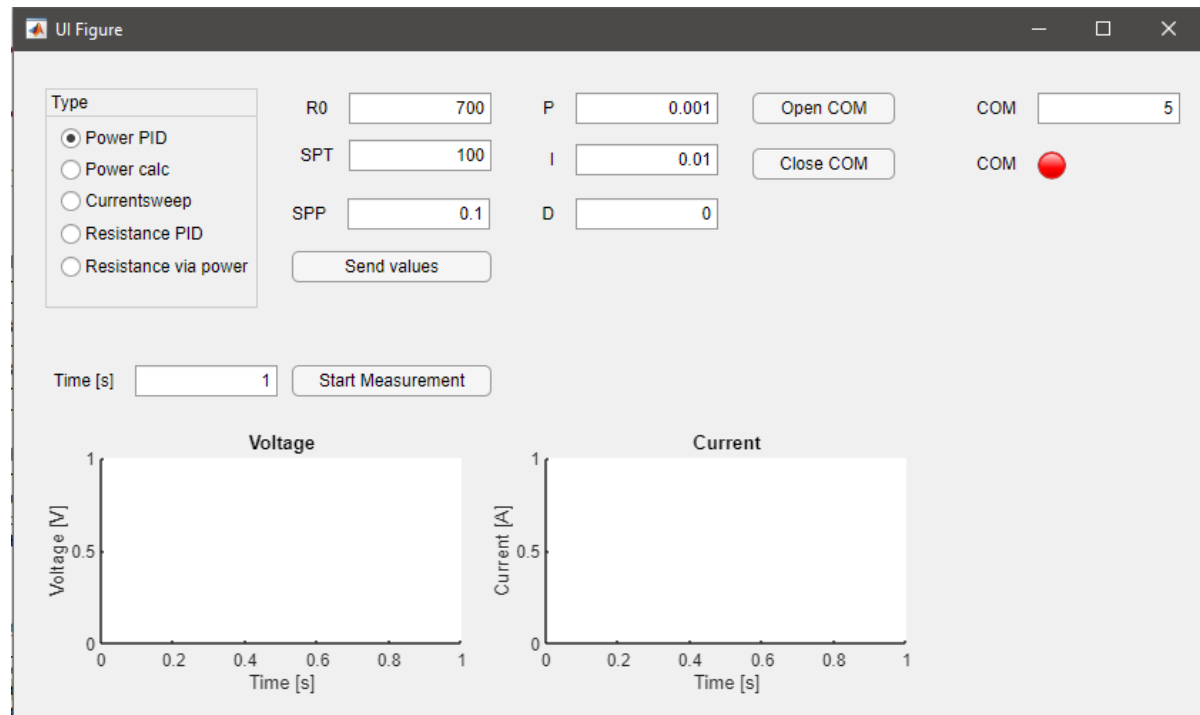 UI Figure
Type
Power PID
Power calc
Currentsweep
Resistance PID
Resistance via power
R0 700
SPT 100
SPP 0.1
Send values
P 0.001
I 0.01
D 0
Open COM
Close COM
COM 5
COM
Time [s] 1
Start Measurement
Voltage
Voltage [V]
1
0.5
0
0 0.2 0.4 0.6 0.8 1
Time [s]
Current
Current [A]
1
0.5
0
0 0.2 0.4 0.6 0.8 1
Time [s]